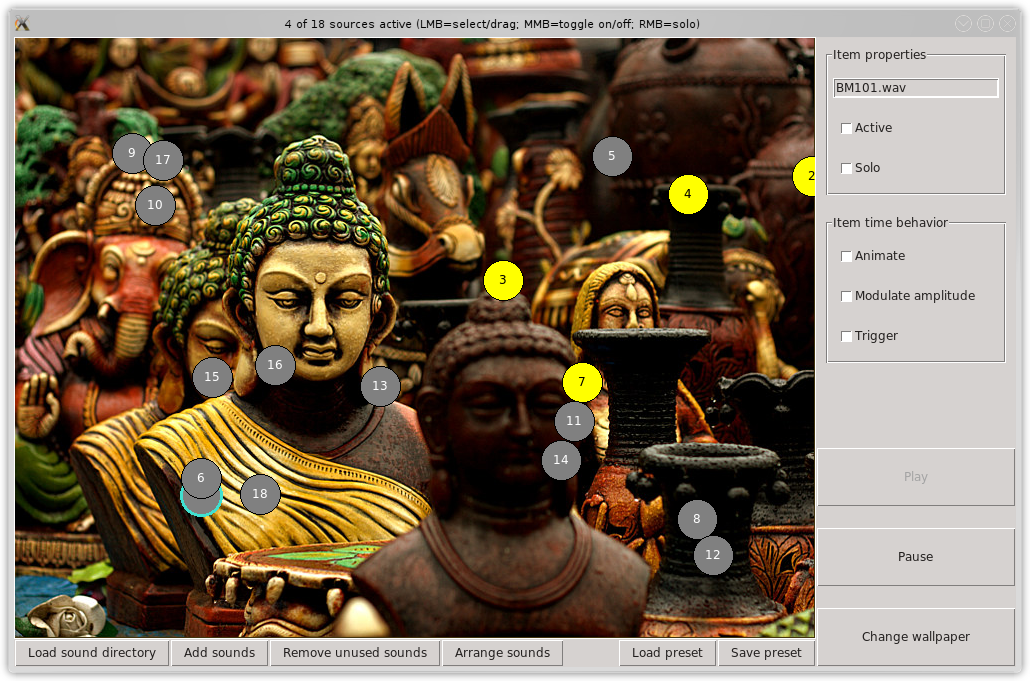 4 of 18 sources active (LMB=select/drag; MMB=toggle on/off; RMB=solo)
Item properties
BM101.wav
Active
Solo
Item time behavior
Animate
Modulate amplitude
Trigger
Play
Pause
Change wallpaper
9
17
10
5
4
2
3
15
16
13
7
11
14
6
18
8
12
Load sound directory
Add sounds
Remove unused sounds
Arrange sounds
Load preset
Save preset